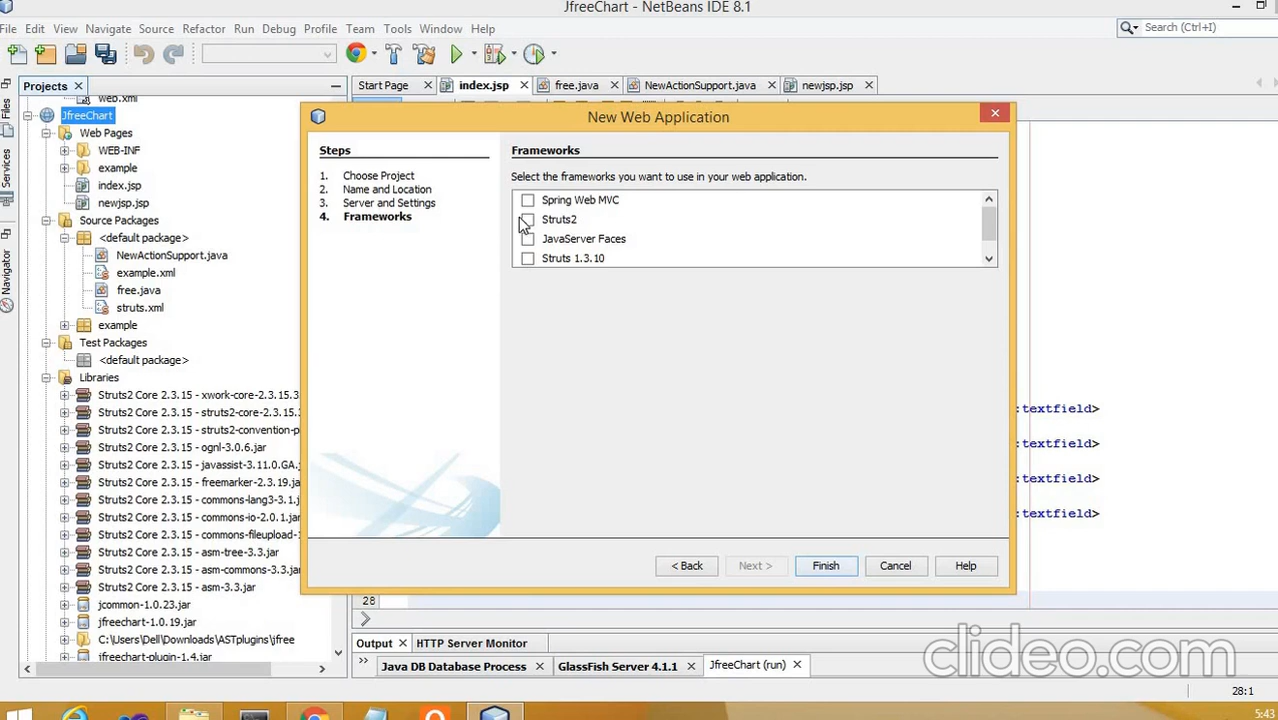 JfreeChart - NetBeans IDE 8.1
File Edit View Navigate Source Refactor Run Debug Profile Team Tools Window Help
Search (Ctrl+I)
Projects
Start Page
index.jsp
free.java
NewActionSupport.java
newjsp.jsp
Files
Services
Navigator
web.xml
JfreeChart
Web Pages
WEB-INF
example
index.jsp
newjsp.jsp
Source Packages
<default package>
NewActionSupport.java
example.xml
free.java
struts.xml
example
Test Packages
<default package>
Libraries
Struts2 Core 2.3.15 - xwork-core-2.3.15.3
Struts2 Core 2.3.15 - struts2-core-2.3.15
Struts2 Core 2.3.15 - struts2-convention-p
Struts2 Core 2.3.15 - ognl-3.0.6.jar
Struts2 Core 2.3.15 - javassist-3.11.0.GA.
Struts2 Core 2.3.15 - freemarker-2.3.19.j
Struts2 Core 2.3.15 - commons-lang3-3.1.j
Struts2 Core 2.3.15 - commons-io-2.0.1.jar
Struts2 Core 2.3.15 - commons-fileupload-1
Struts2 Core 2.3.15 - asm-tree-3.3.jar
Struts2 Core 2.3.15 - asm-commons-3.3.j
Struts2 Core 2.3.15 - asm-3.3.jar
jcommon-1.0.23.jar
jfreechart-1.0.19.jar
C:\Users\Dell\Downloads\ASTplugins\jfree
jfreechart-plugin-1.4.jar
New Web Application
Steps
1. Choose Project
2. Name and Location
3. Server and Settings
4. Frameworks
Frameworks
Select the frameworks you want to use in your web application.
Spring Web MVC
Struts2
JavaServer Faces
Struts 1.3.10
< Back
Next >
Finish
Cancel
Help
:textfield>
:textfield>
:textfield>
:textfield>
28
Output
HTTP Server Monitor
Java DB Database Process
GlassFish Server 4.1.1
JfreeChart (run)
clideo.com
28:1
5:43